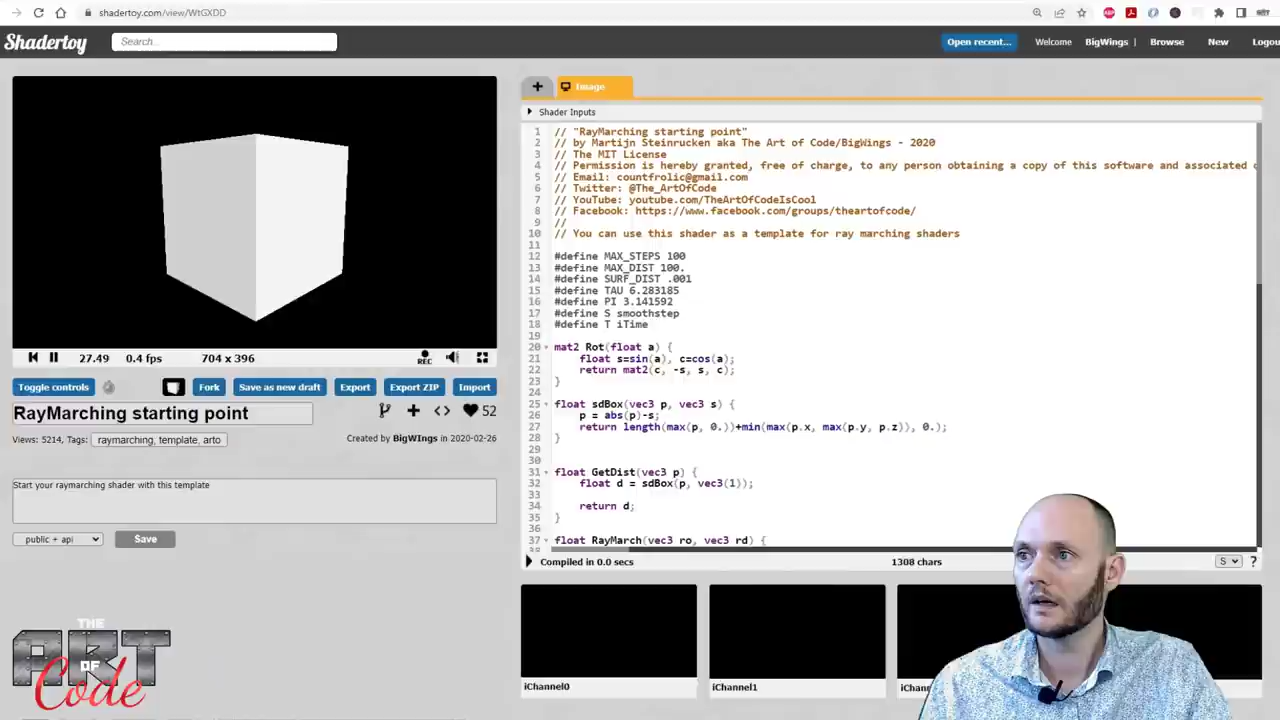 shadertoy.com/view/WtGXDD
Shadertoy
Search...
Open recent...
Welcome
BigWings |
Browse
New
Logou
27.49
0.4 fps
704 x 396
REC
Toggle controls
Fork
Save as new draft
Export
Export ZIP
Import
RayMarching starting point
52
Views: 5214, Tags:
raymarching, template, arto
Created by BigWIngs in 2020-02-26
Start your raymarching shader with this template
public + api
Save
THE
ART
OF
Code
+
Image
Shader Inputs
1 // "RayMarching starting point"
2 // by Martijn Steinrucken aka The Art of Code/BigWings - 2020
3 // The MIT License
4 // Permission is hereby granted, free of charge, to any person obtaining a copy of this software and associated
5 // Email: countfrolic@gmail.com
6 // Twitter: @The_ArtOfCode
7 // YouTube: youtube.com/TheArtOfCodeIsCool
8 // Facebook: https://www.facebook.com/groups/theartofcode/
9 //
10 // You can use this shader as a template for ray marching shaders
11
12 #define MAX_STEPS 100
13 #define MAX_DIST 100.
14 #define SURF_DIST .001
15 #define TAU 6.283185
16 #define PI 3.141592
17 #define S smoothstep
18 #define T iTime
19
20 mat2 Rot(float a) {
21 float s=sin(a), c=cos(a);
22 return mat2(c, -s, s, c);
23 }
24
25 float sdBox(vec3 p, vec3 s) {
26 p = abs(p)-s;
27 return length(max(p, 0.))+min(max(p.x, max(p.y, p.z)), 0.);
28 }
29
30
31 float GetDist(vec3 p) {
32 float d = sdBox(p, vec3(1));
33
34 return d;
35 }
36
37 float RayMarch(vec3 ro, vec3 rd) {
38
Compiled in 0.0 secs
1308 chars
S
?
iChannel0
iChannel1
iChann